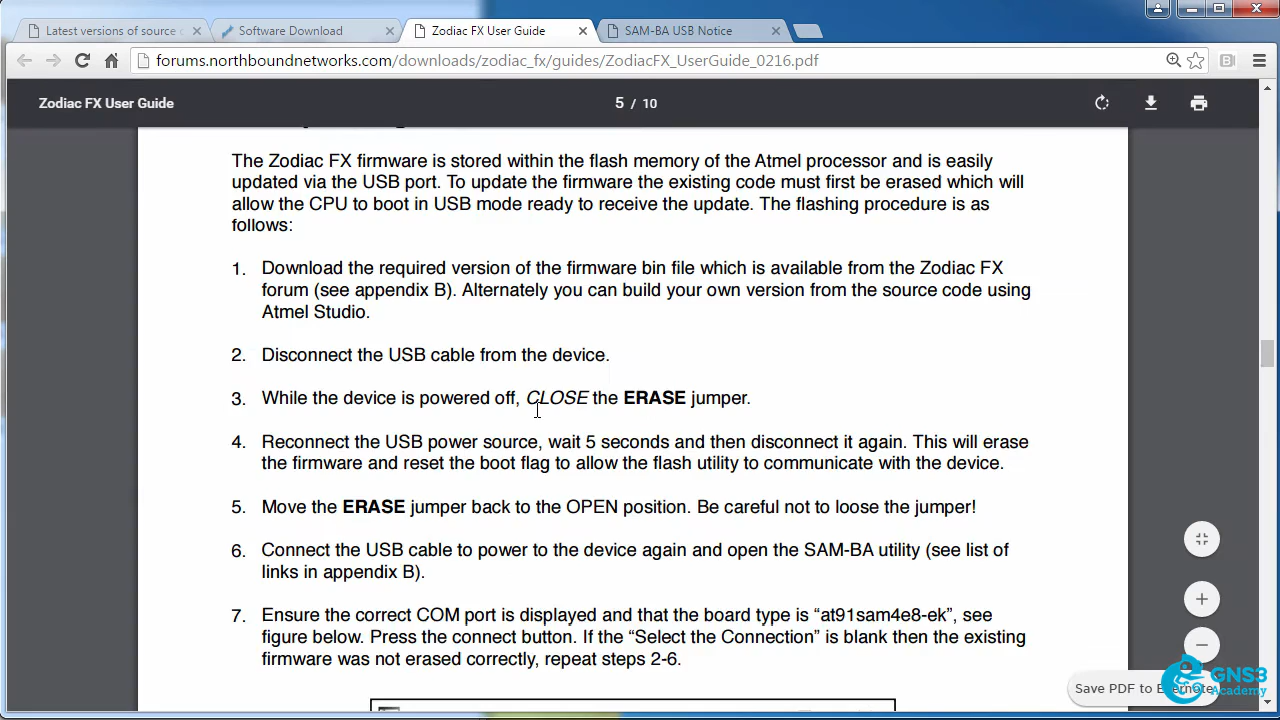 Latest versions of source c
Software Download
Zodiac FX User Guide
SAM-BA USB Notice
forums.northboundnetworks.com/downloads/zodiac_fx/guides/ZodiacFX_UserGuide_0216.pdf
Zodiac FX User Guide
5 / 10
The Zodiac FX firmware is stored within the flash memory of the Atmel processor and is easily
updated via the USB port. To update the firmware the existing code must first be erased which will
allow the CPU to boot in USB mode ready to receive the update. The flashing procedure is as
follows:
1. Download the required version of the firmware bin file which is available from the Zodiac FX
forum (see appendix B). Alternately you can build your own version from the source code using
Atmel Studio.
2. Disconnect the USB cable from the device.
3. While the device is powered off, CLOSE the ERASE jumper.
4. Reconnect the USB power source, wait 5 seconds and then disconnect it again. This will erase
the firmware and reset the boot flag to allow the flash utility to communicate with the device.
5. Move the ERASE jumper back to the OPEN position. Be careful not to loose the jumper!
6. Connect the USB cable to power to the device again and open the SAM-BA utility (see list of
links in appendix B).
7. Ensure the correct COM port is displayed and that the board type is “at91sam4e8-ek”, see
figure below. Press the connect button. If the “Select the Connection” is blank then the existing
firmware was not erased correctly, repeat steps 2-6.
Save PDF to Evernote
GNS3
Academy